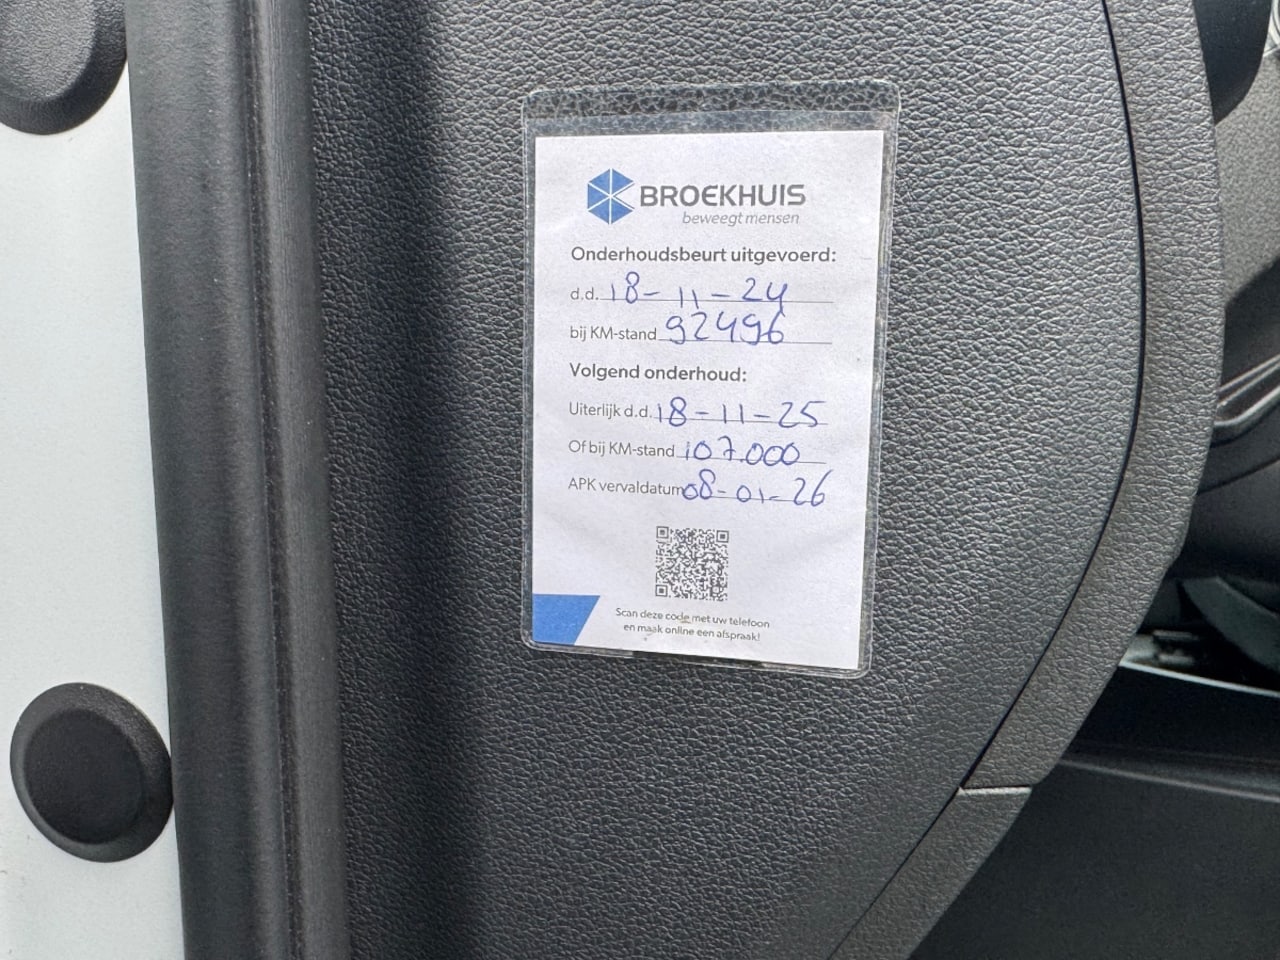 BROEKHUIS
beweegt mensen
Onderhoudsbeurt uitgevoerd:
d.d. 18-11-24
bij KM-stand 92496
Volgend onderhoud:
Uiterlijk d.d. 18-11-25
Of bij KM-stand 107.000
APK vervaldatum 08-01-26
Scan deze code met uw telefoon
en maak online een afspraak!